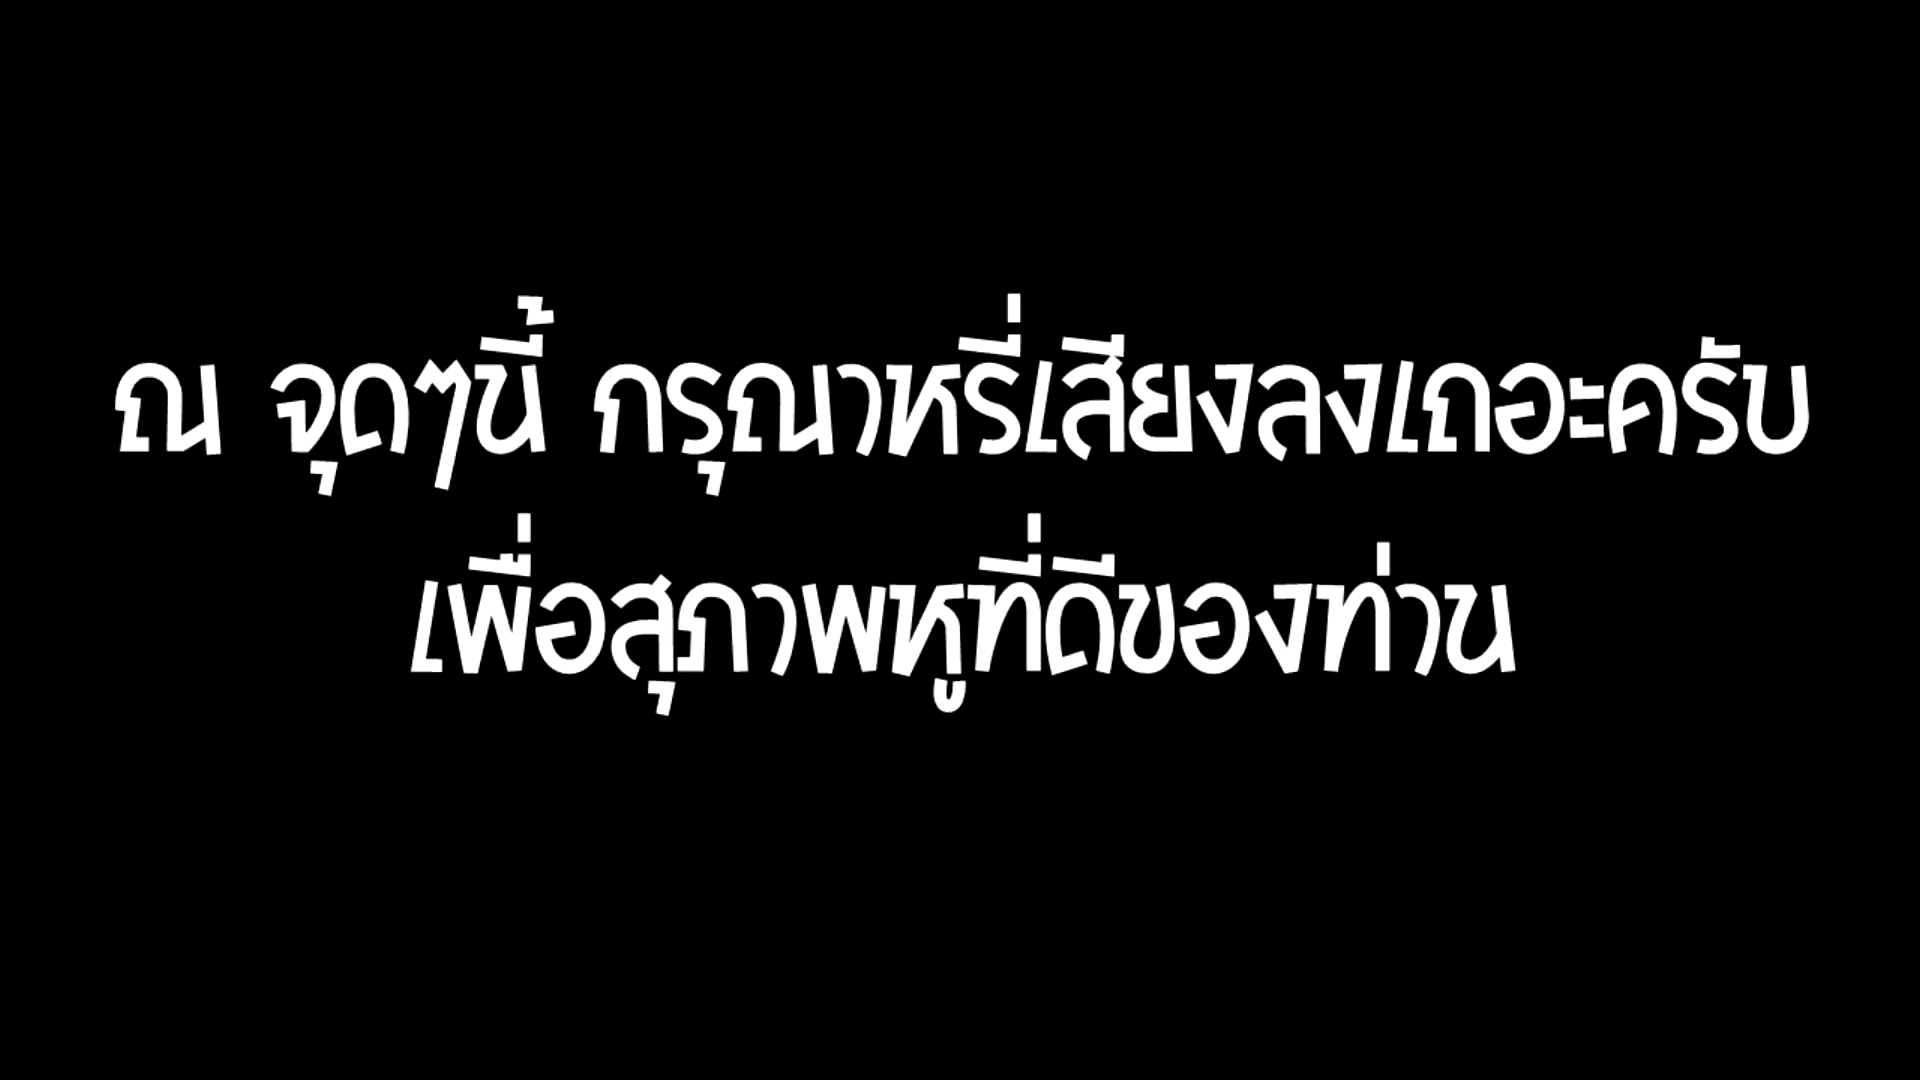 ณ จุดๆนี้ กรุณาหรี่เสียงลงเถอะครับ
เพื่อสุภาพหูที่ดีของท่าน